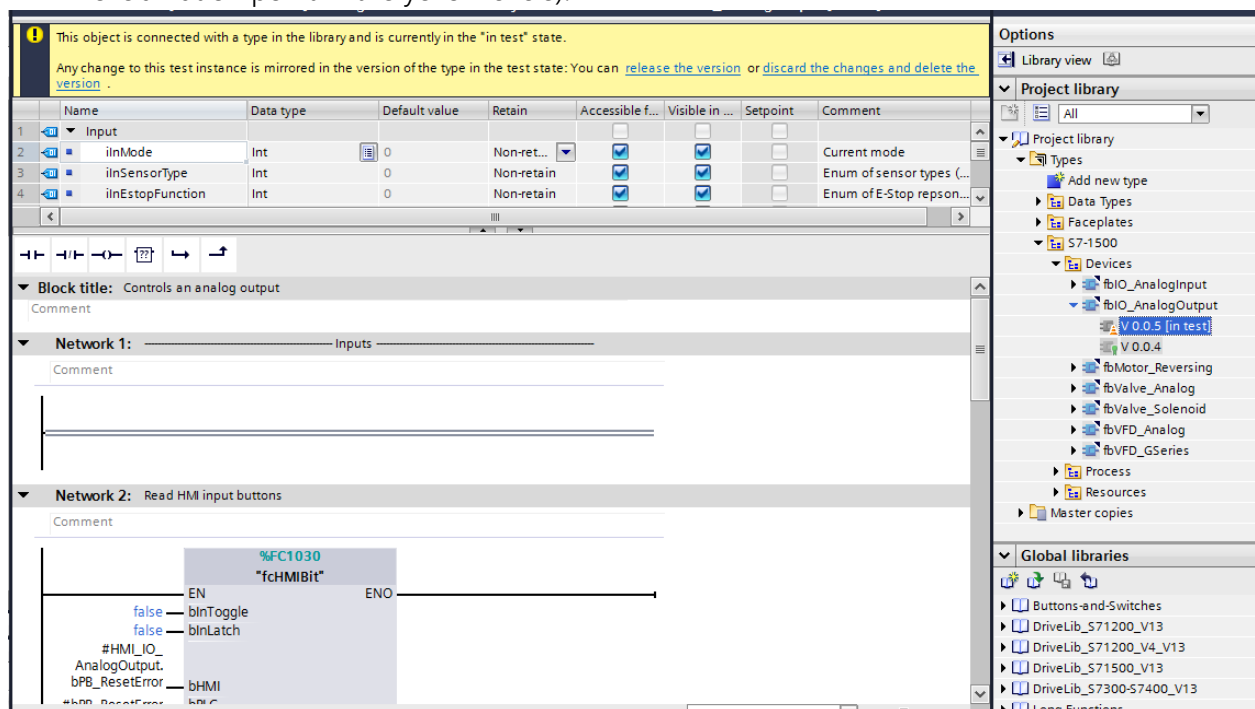 This object is connected with a type in the library and is currently in the "in test" state.
Any change to this test instance is mirrored in the version of the type in the test state: You can release the version or discard the changes and delete the
version .
Name Data type Default value Retain Accessible f... Visible in ... Setpoint Comment
1 Input
2 iInMode Int 0 Non-ret... Current mode
3 iInSensorType Int 0 Non-retain Enum of sensor types (...
4 iInEstopFunction Int 0 Non-retain Enum of E-Stop repson...
??
Block title: Controls an analog output
Comment
Network 1: Inputs
Comment
Network 2: Read HMI input buttons
Comment
%FC1030
"fcHMIBit"
EN ENO
false bInToggle
false bInLatch
#HMI_IO_
AnalogOutput.
bPB_ResetError bHMI
#bPB_ResetError bPLC
Options
Library view
Project library
All
Project library
Types
Add new type
Data Types
Faceplates
S7-1500
Devices
fbIO_AnalogInput
fbIO_AnalogOutput
V 0.0.5 [in test]
V 0.0.4
fbMotor_Reversing
fbValve_Analog
fbValve_Solenoid
fbVFD_Analog
fbVFD_GSeries
Process
Resources
Master copies
Global libraries
Buttons-and-Switches
DriveLib_S71200_V13
DriveLib_S71200_V4_V13
DriveLib_S71500_V13
DriveLib_S7300-S7400_V13
Long Functions